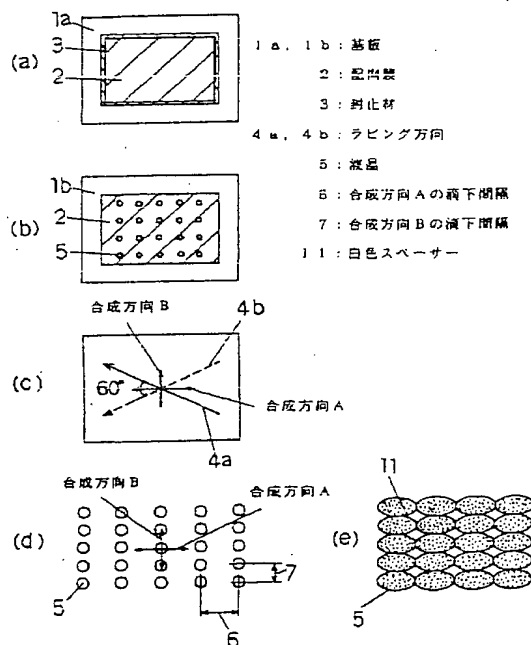 (a)
1a
3
2
1a, 1b：基板
2：配向膜
3：封止材
4a, 4b：ラビング方向
5：液晶
6：合成方向Aの滴下間隔
7：合成方向Bの滴下間隔
11：白色スペーサー
(b)
1b
2
5
(c)
合成方向B
4b
60°
合成方向A
4a
(d)
合成方向B
合成方向A
5
7
6
(e)
11
5